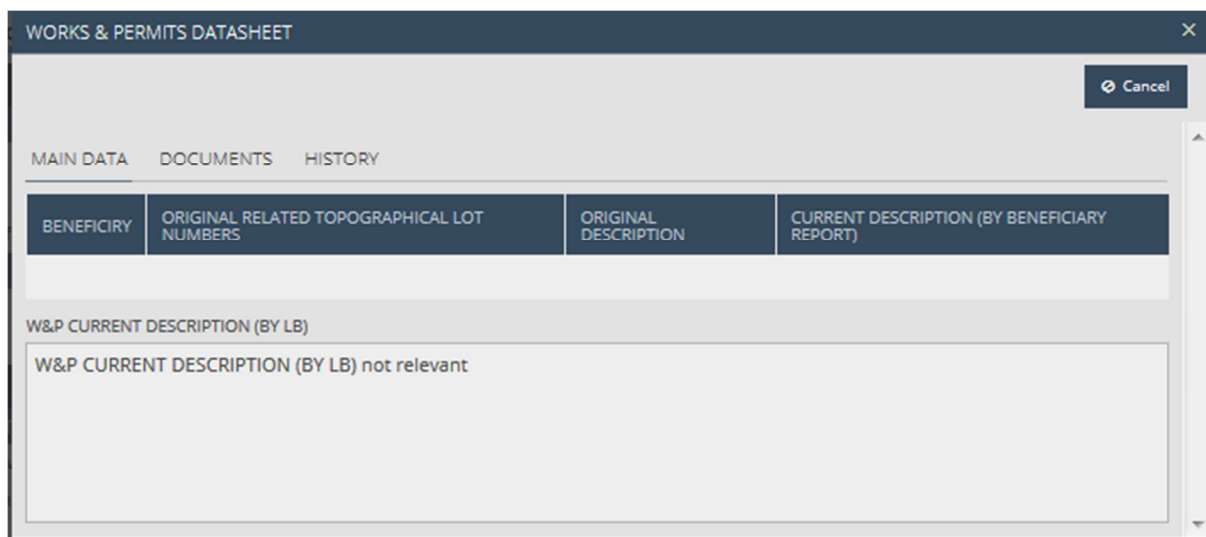 WORKS & PERMITS DATASHEET
Cancel
MAIN DATA DOCUMENTS HISTORY
BENEFICIRY
ORIGINAL RELATED TOPOGRAPHICAL LOT
NUMBERS
ORIGINAL
DESCRIPTION
CURRENT DESCRIPTION (BY BENEFICIARY
REPORT)
W&P CURRENT DESCRIPTION (BY LB)
W&P CURRENT DESCRIPTION (BY LB) not relevant